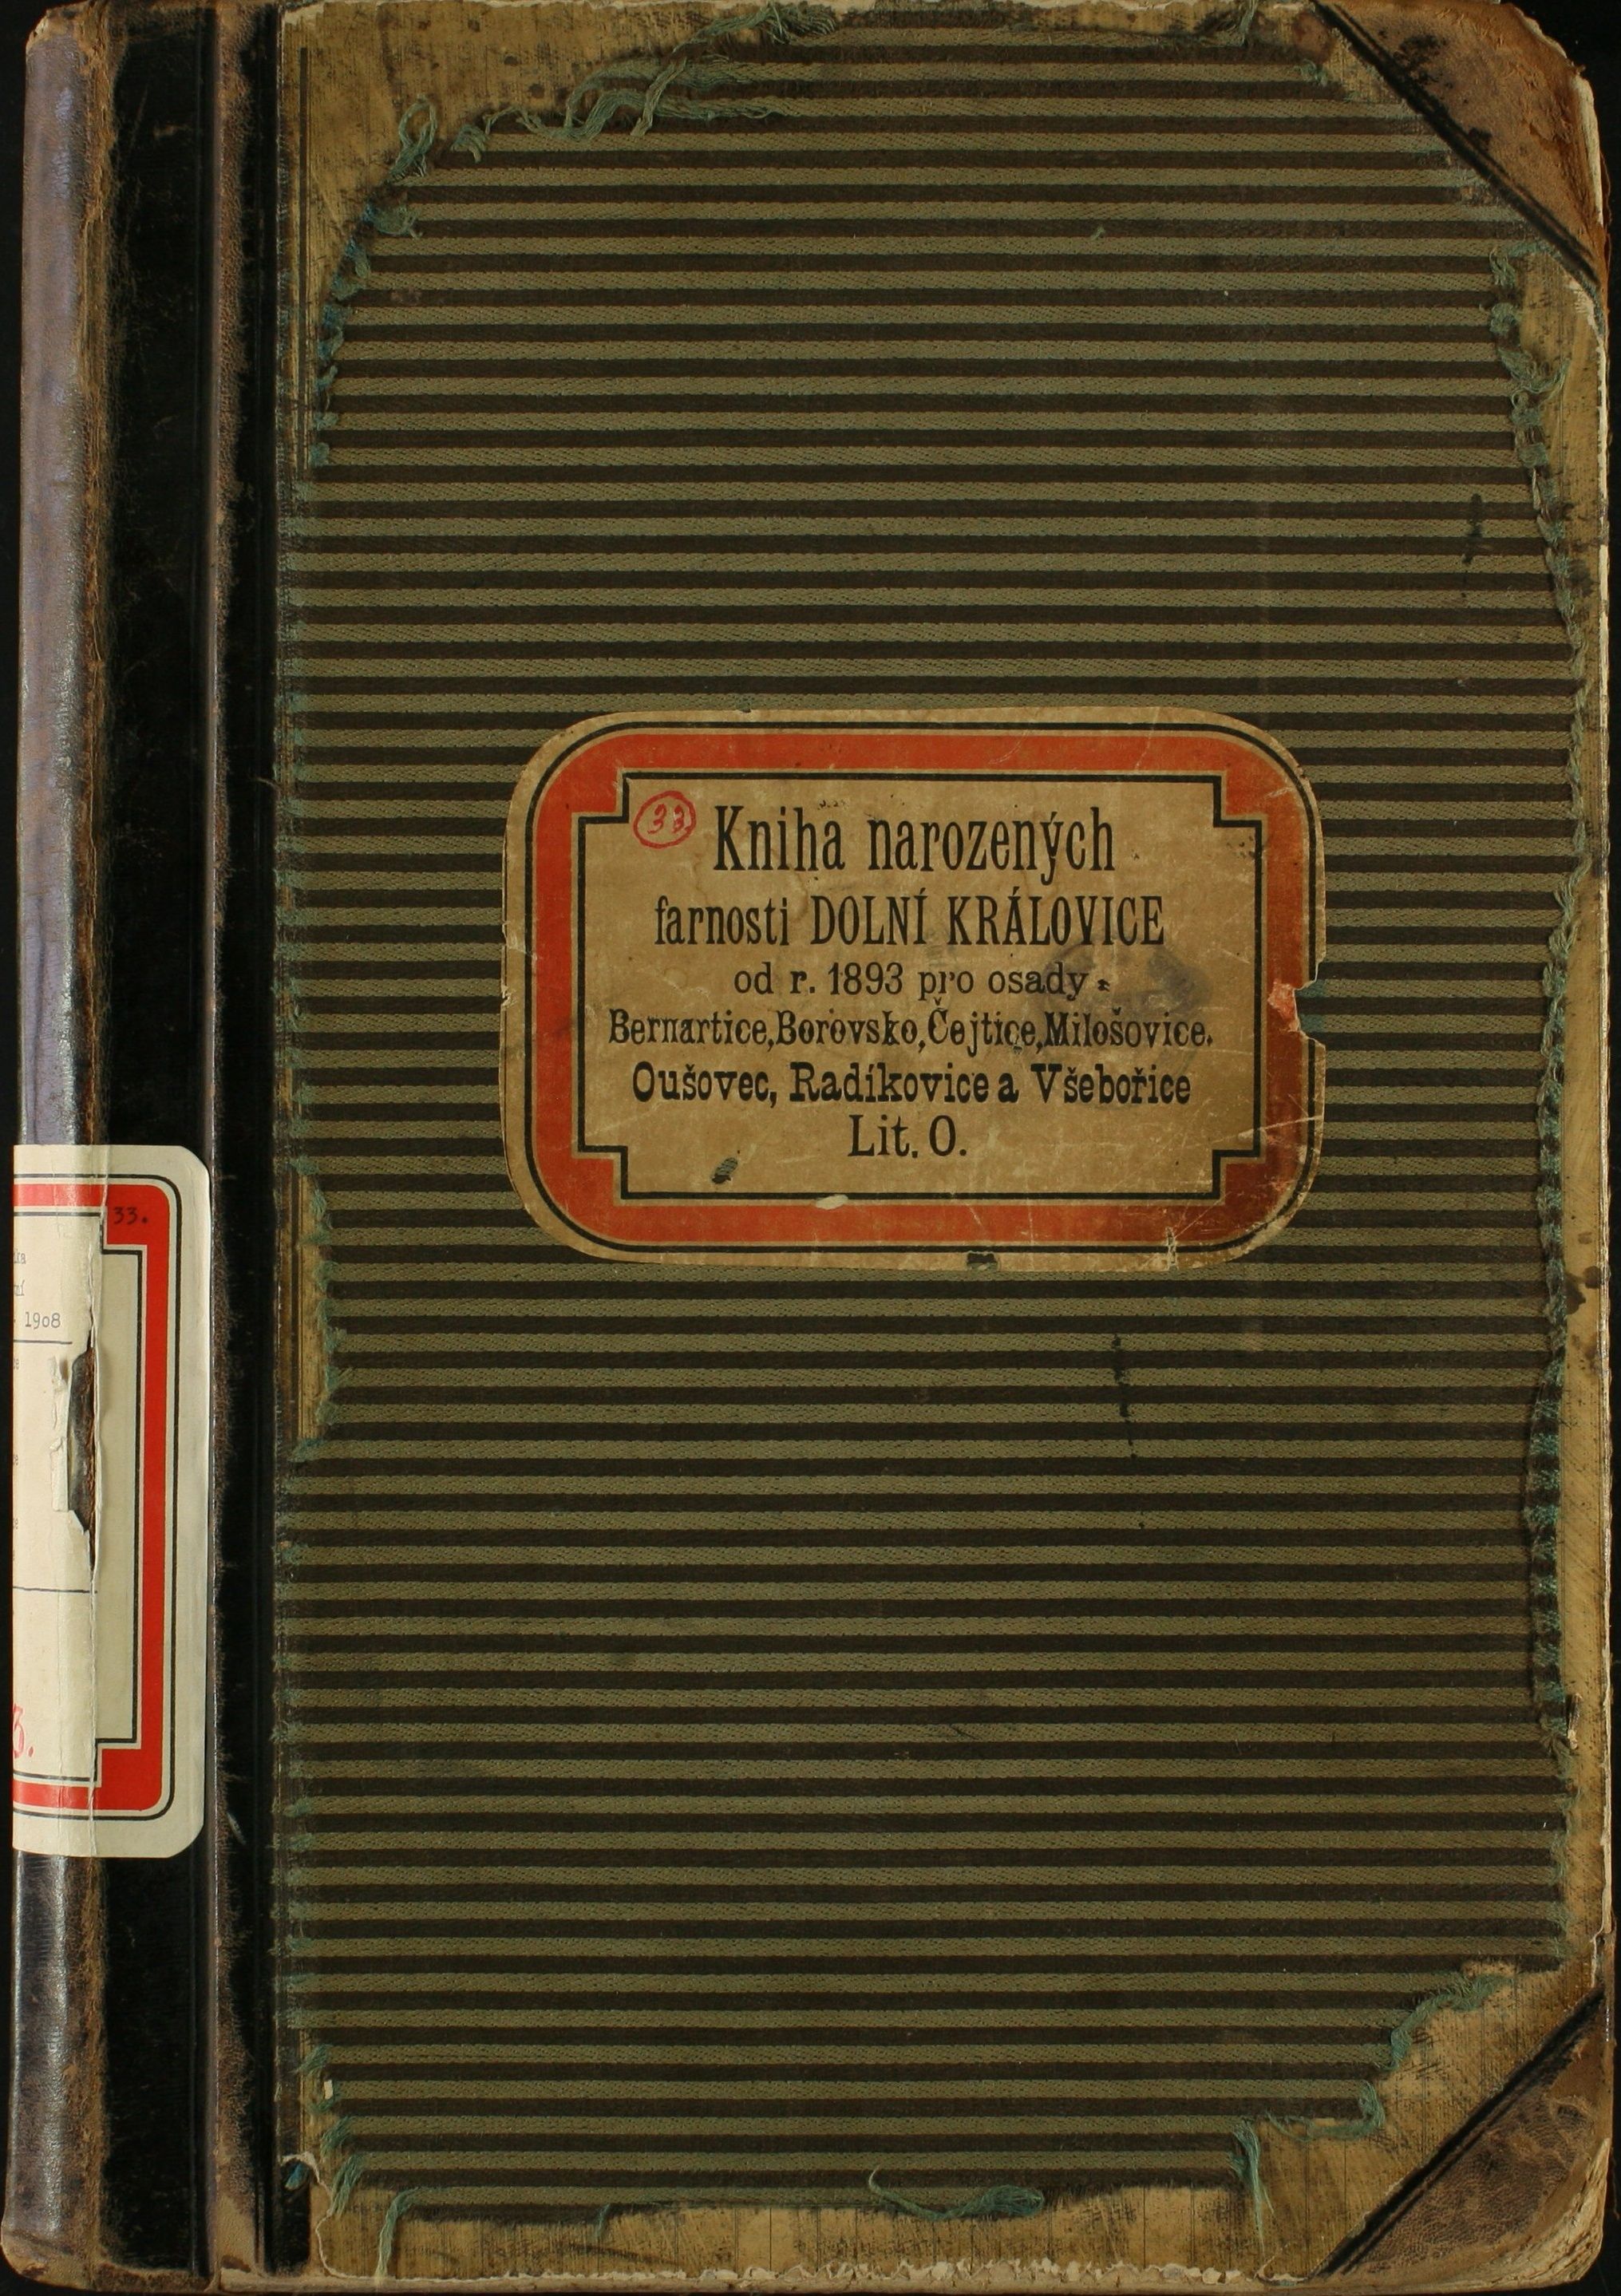 33
Kniha narozených
farnosti DOLNÍ KRÁLOVICE
od r. 1893 pro osady
Bernartice, Borovsko, Čejtice, Milošovice.
Oušovec, Radíkovice a Všebořice
Lit. O.
33.
1908
3.